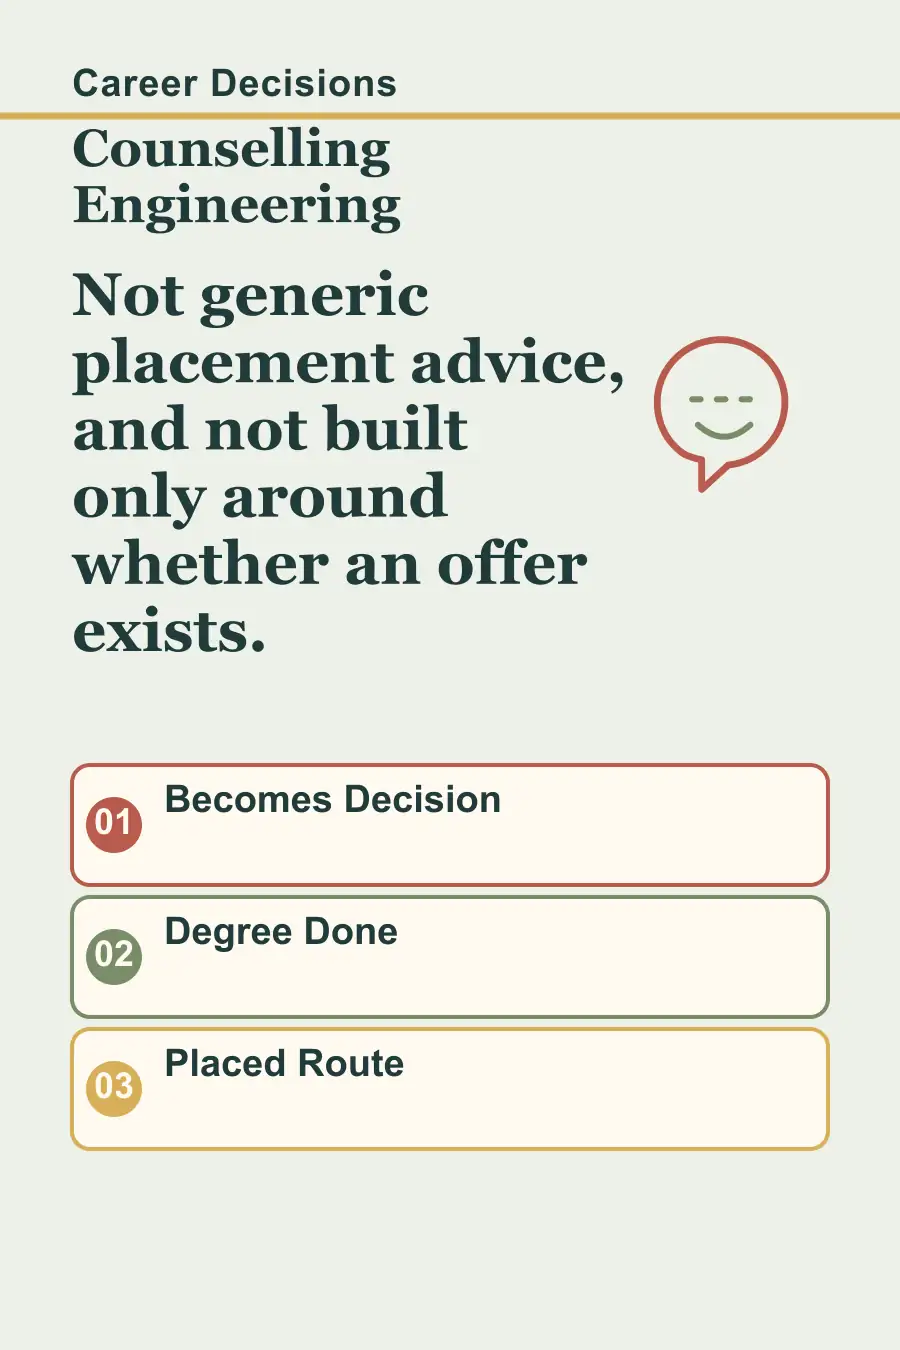 Career Decisions
Counselling
Engineering
Not generic
placement advice,
and not built
only around
whether an offer
exists.
01 Becomes Decision
02 Degree Done
03 Placed Route